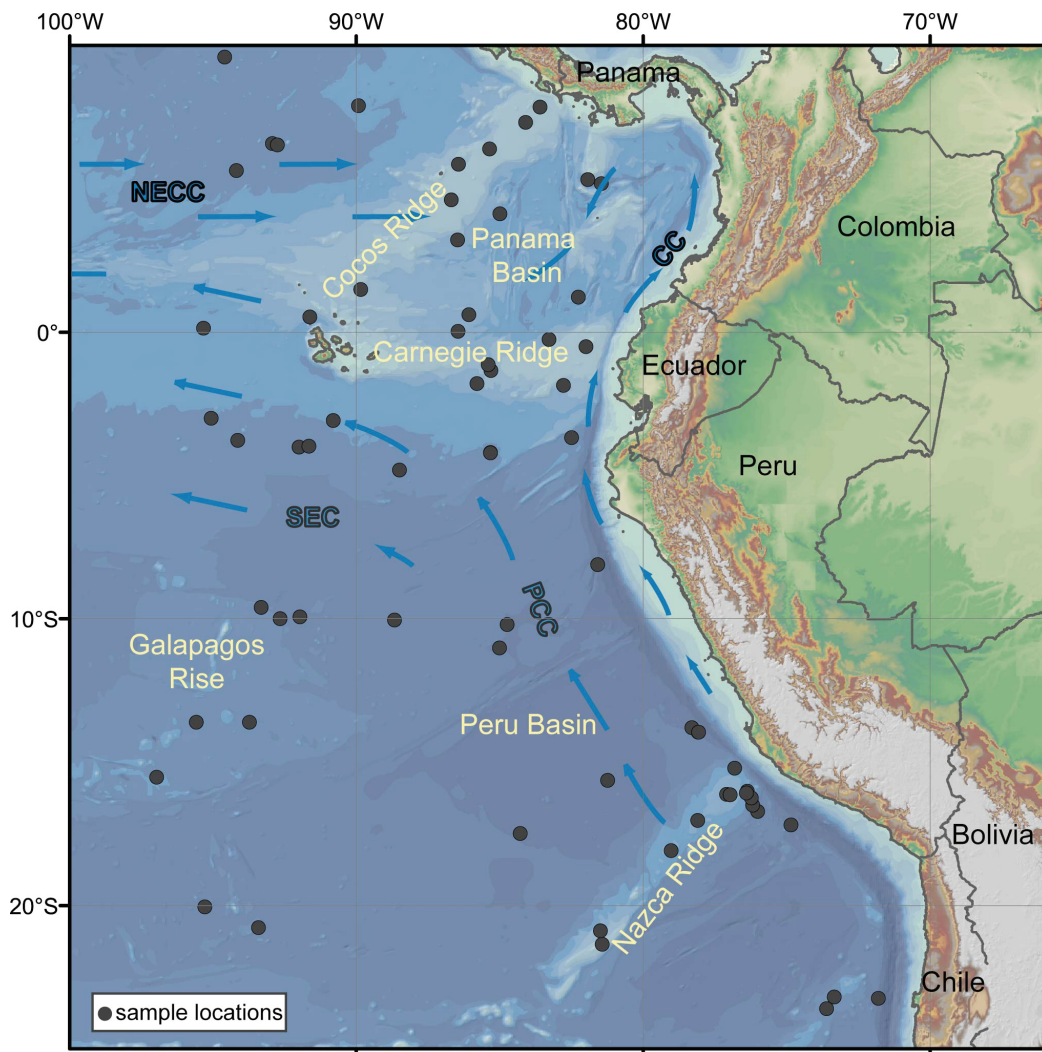 100°W
90°W
80°W
70°W
Panama
NECC
Cocos Ridge
Panama
Basin
CC
Colombia
0°
Carnegie Ridge
Ecuador
Peru
SEC
PCC
10°S
Galapagos
Rise
Peru Basin
Nazca Ridge
Bolivia
20°S
Chile
sample locations